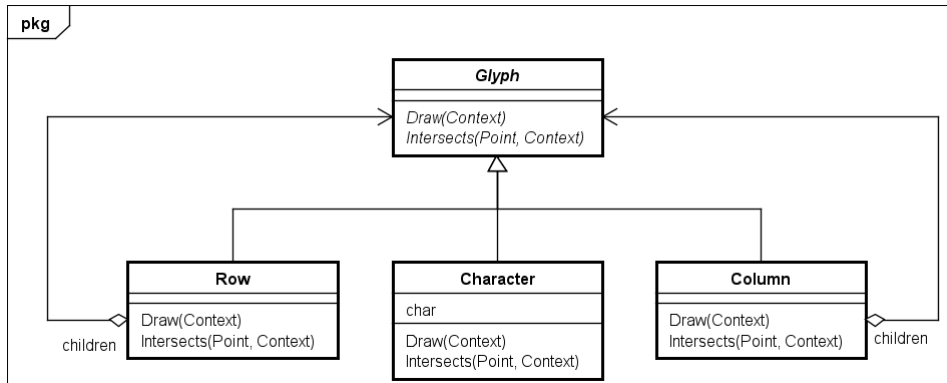 pkg
Glyph
Draw(Context)
Intersects(Point, Context)
Row
Draw(Context)
Intersects(Point, Context)
children
Character
char
Draw(Context)
Intersects(Point, Context)
Column
Draw(Context)
Intersects(Point, Context)
children